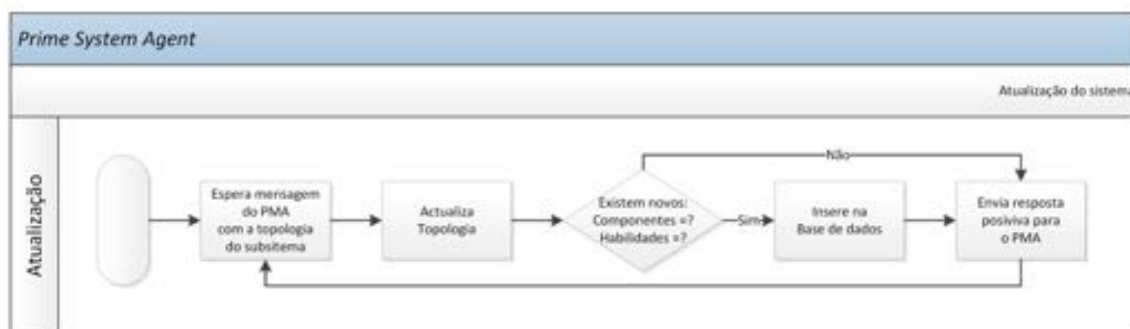 Prime System Agent
Atualização do sistema
Atualização
Espera mensagem
do PMA
com a topologia
do subsitema
Actualiza
Topologia
Existem novos:
Componentes =?
Habilidades =?
Não
Sim
Insere na
Base de dados
Envia resposta
posiviva para
o PMA